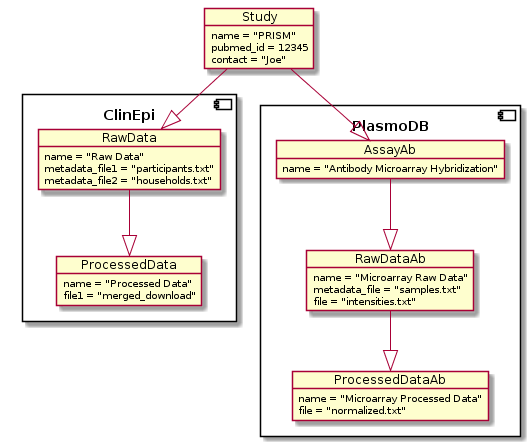 Study
name = "PRISM"
pubmed_id = 12345
contact = "Joe"
ClinEpi
RawData
name = "Raw Data"
metadata_file1 = "participants.txt"
metadata_file2 = "households.txt"
ProcessedData
name = "Processed Data"
file1 = "merged_download"
PlasmoDB
AssayAb
name = "Antibody Microarray Hybridization"
RawDataAb
name = "Microarray Raw Data"
metadata_file = "samples.txt"
file = "intensities.txt"
ProcessedDataAb
name = "Microarray Processed Data"
file = "normalized.txt"